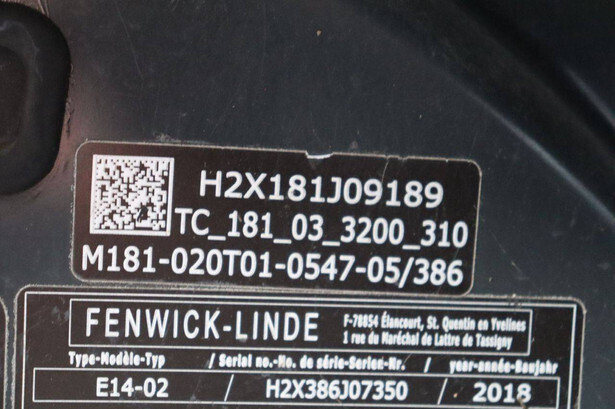 H2X181J09189
TC_181_03_3200_310
M181-020T01-0547-05/386
FENWICK-LINDE
F-78854 Élancourt, St. Quentin en Yvelines
1 rue du Maréchal de Lattre de Tassigny
Type-Modèle-Typ / Serial no.-No. de série-Serien-Nr. / year-année-Baujahr
E14-02 / H2X386J07350 / 2018